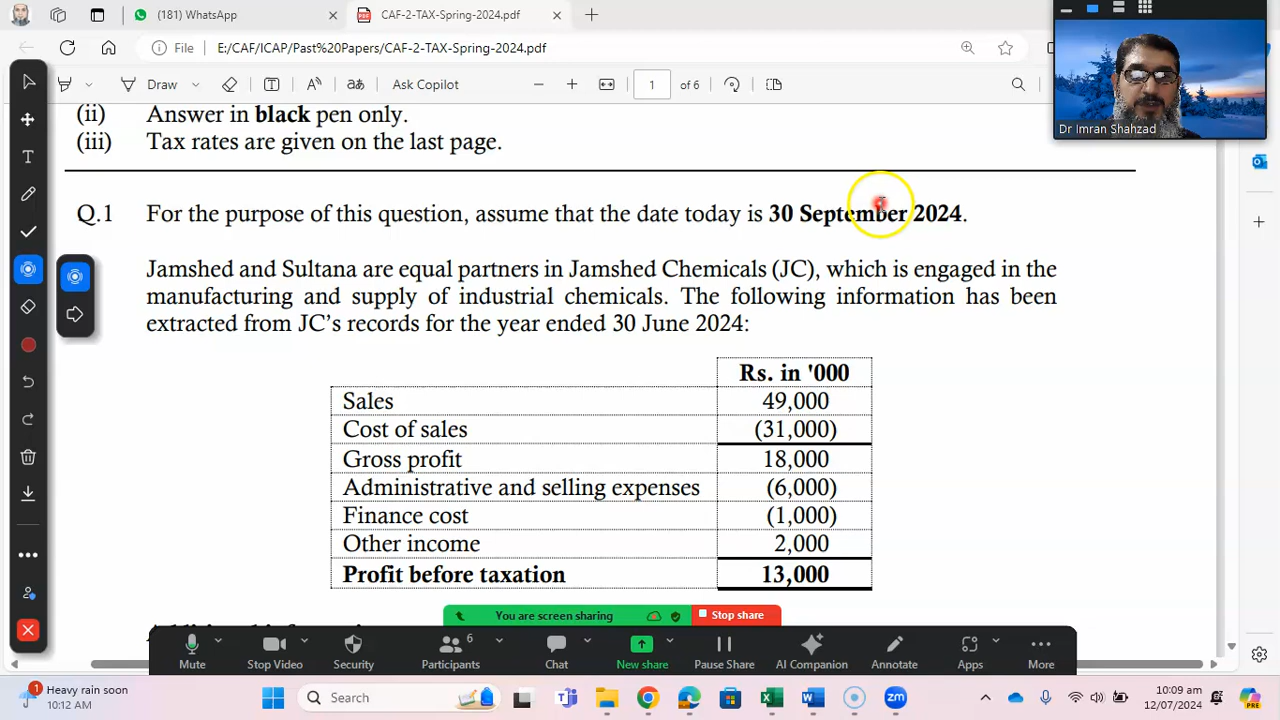 (181) WhatsApp
CAF-2-TAX-Spring-2024.pdf
File E:/CAF/ICAP/Past%20Papers/CAF-2-TAX-Spring-2024.pdf
Draw Ask Copilot 1 of 6
(ii) Answer in black pen only.
(iii) Tax rates are given on the last page.
Dr Imran Shahzad
Q.1 For the purpose of this question, assume that the date today is 30 September 2024.
Jamshed and Sultana are equal partners in Jamshed Chemicals (JC), which is engaged in the
manufacturing and supply of industrial chemicals. The following information has been
extracted from JC's records for the year ended 30 June 2024:
Rs. in '000
Sales 49,000
Cost of sales (31,000)
Gross profit 18,000
Administrative and selling expenses (6,000)
Finance cost (1,000)
Other income 2,000
Profit before taxation 13,000
You are screen sharing Stop share
6
Mute Stop Video Security Participants Chat New share Pause Share AI Companion Annotate Apps More
1 Heavy rain soon
10:12 PM
Search
10:09 am
12/07/2024
PRE